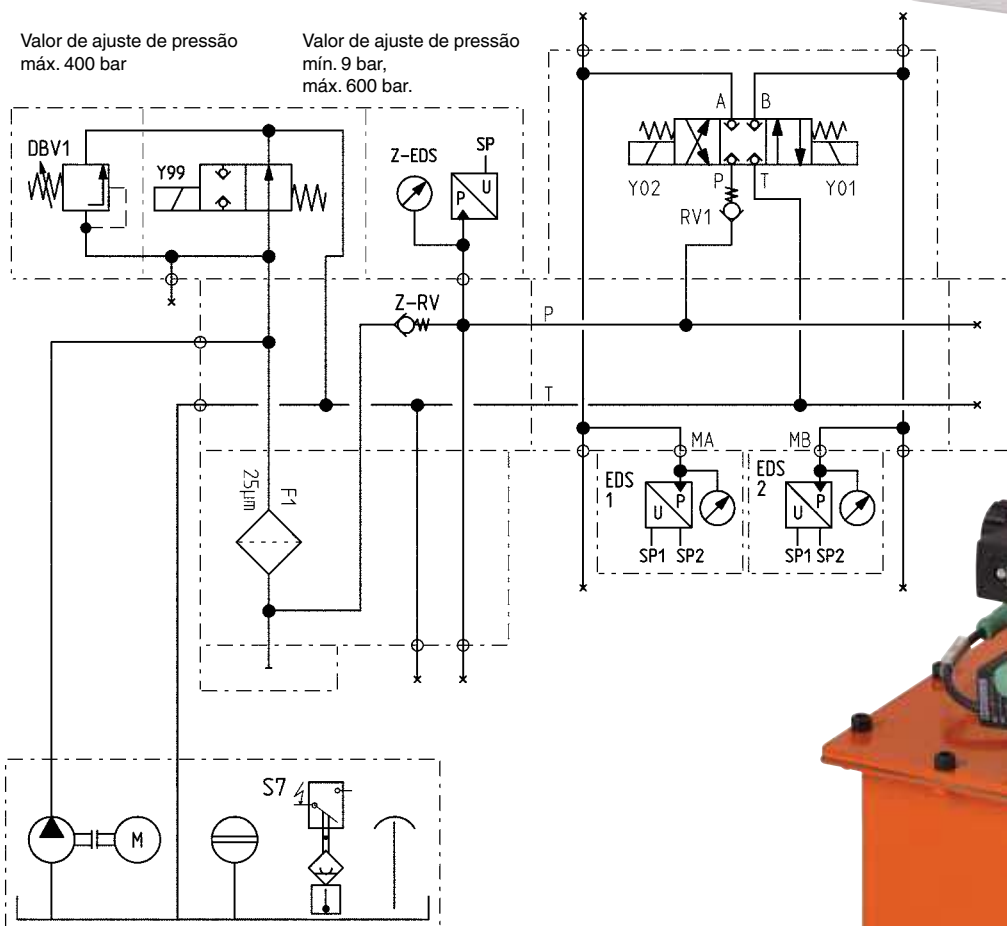 Valor de ajuste de pressão
máx. 400 bar
Valor de ajuste de pressão
mín. 9 bar,
máx. 600 bar.
DBV1
Y99
Z-EDS
SP
U
P
A
B
Y02
P
T
Y01
RV1
Z-RV
P
T
MA
MB
EDS
1
U
P
SP1 SP2
EDS
2
U
P
SP1 SP2
F1
25µm
S7
M